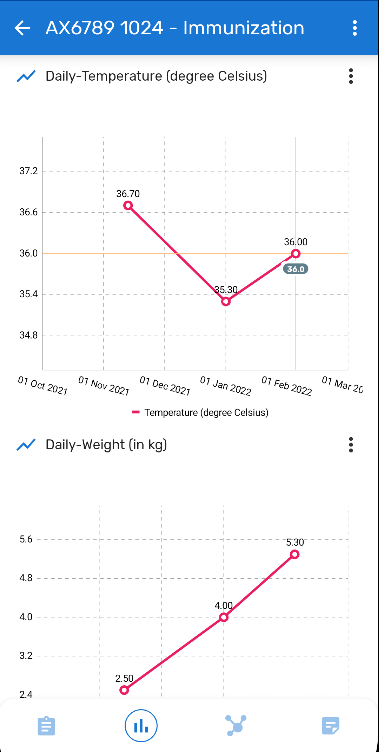 AX6789 1024 - Immunization
Daily-Temperature (degree Celsius)
37.2
36.6
36.0
35.4
34.8
36.70
35.30
36.00
36.0
01 Oct 2021
01 Nov 2021
01 Dec 2021
01 Jan 2022
01 Feb 2022
01 Mar 20
Temperature (degree Celsius)
Daily-Weight (in kg)
5.6
4.8
4.0
3.2
2.4
2.50
4.00
5.30